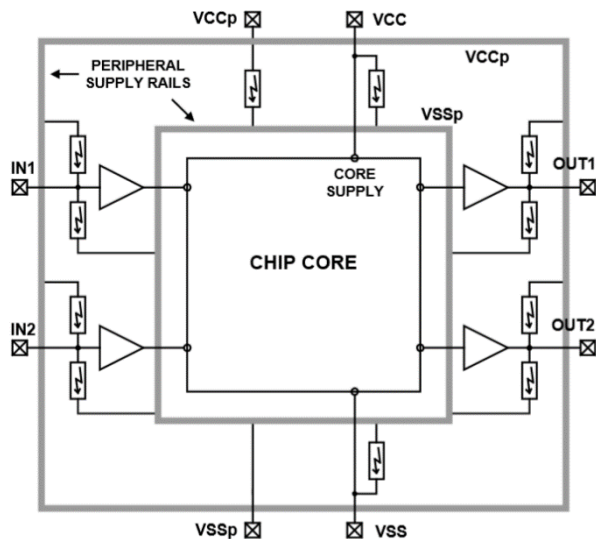 VCCp
VCC
PERIPHERAL
SUPPLY RAILS
VCCp
VSSp
IN1
OUT1
CORE
SUPPLY
CHIP CORE
IN2
OUT2
VSSp
VSS